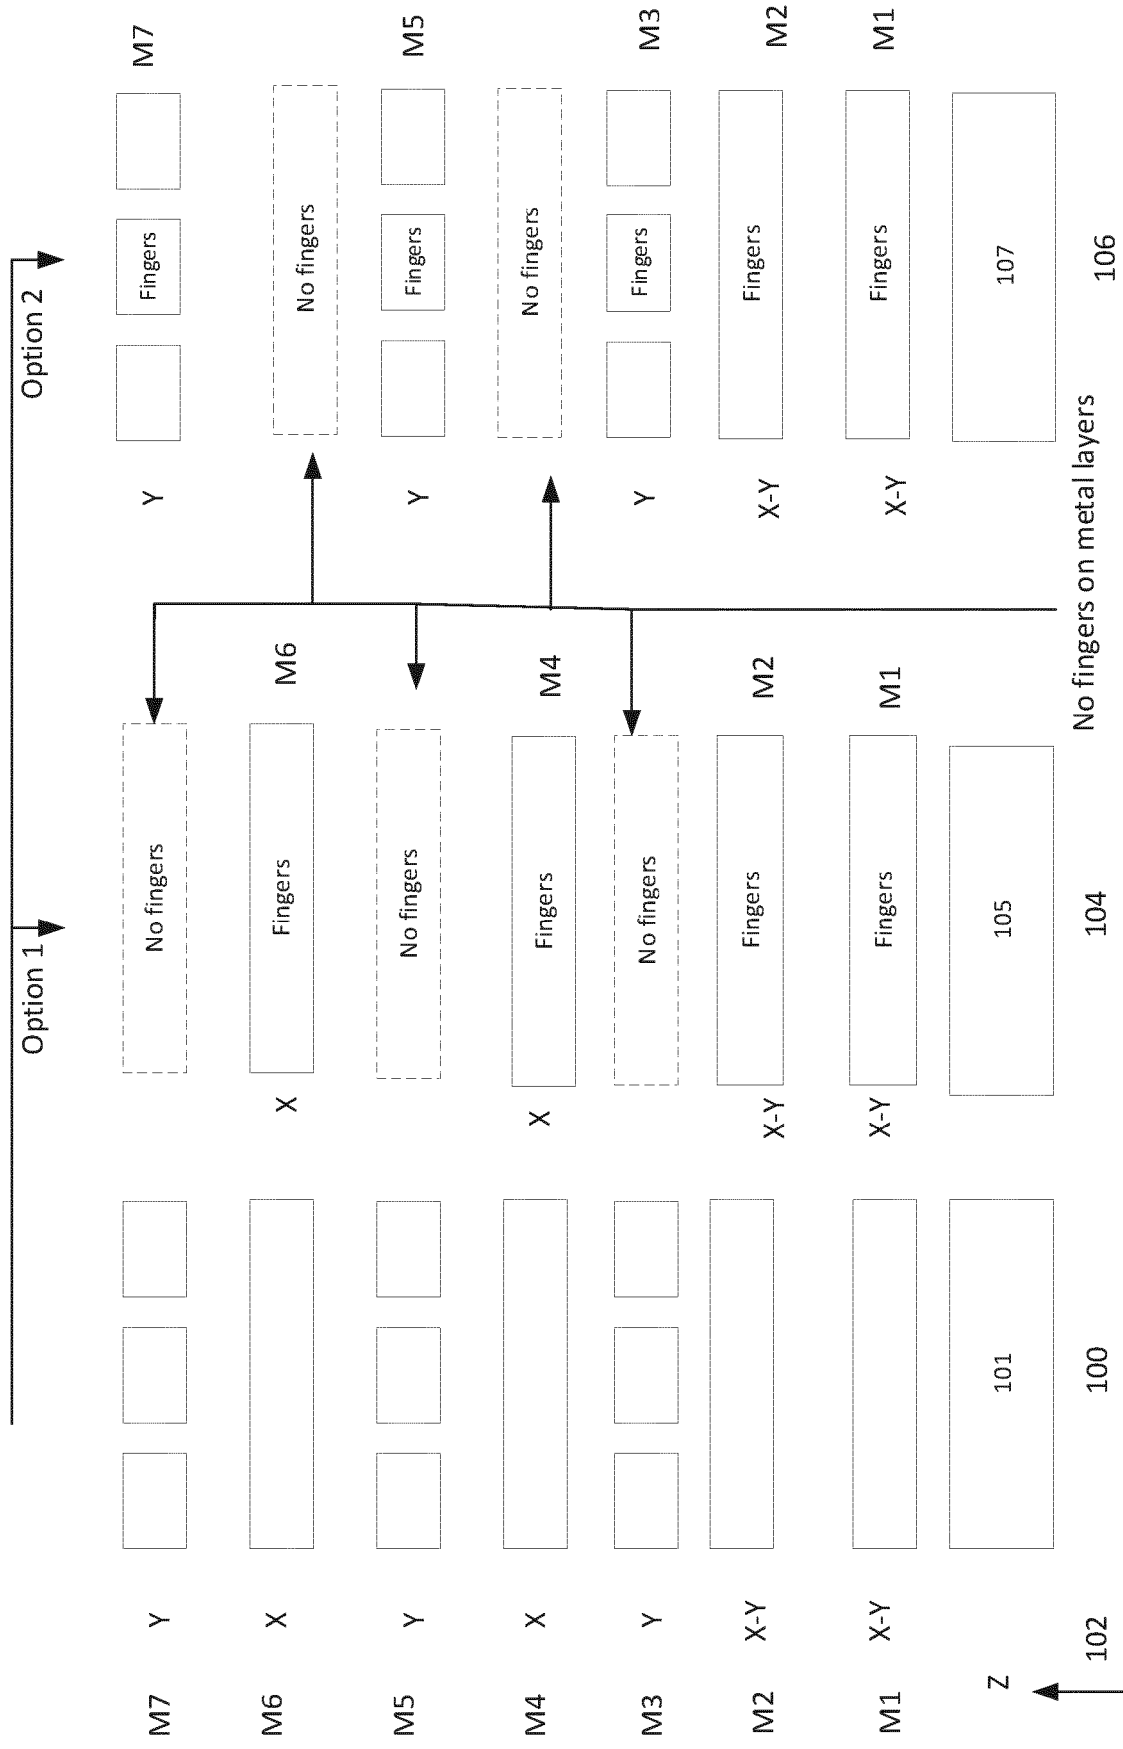 Option 1
Option 2
M7
Y
No fingers
Y
Fingers
M7
M6
X
X
Fingers
M6
No fingers
M5
Y
No fingers
Y
Fingers
M5
M4
X
X
Fingers
M4
No fingers
M3
Y
No fingers
Y
Fingers
M3
M2
X-Y
X-Y
Fingers
M2
X-Y
Fingers
M2
M1
X-Y
X-Y
Fingers
M1
X-Y
Fingers
M1
Z
101
105
107
No fingers on metal layers
102
100
104
106